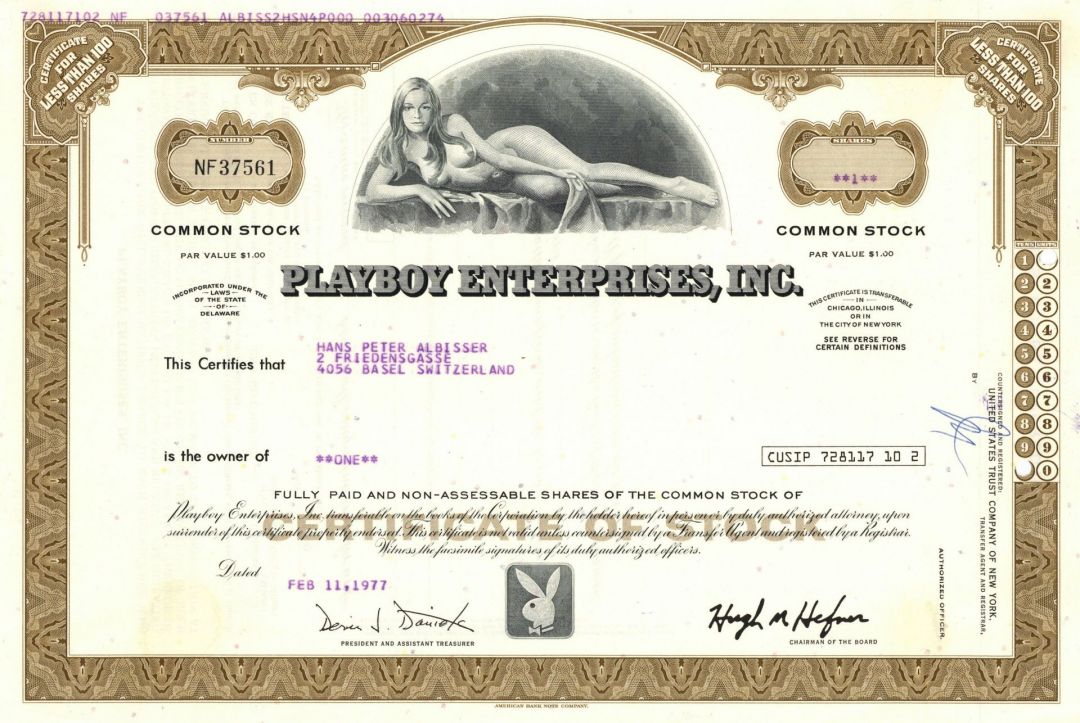 728117102 NF 037561 ALBISS2HSN4P000 003060274
CERTIFICATE
FOR
LESS THAN 100
SHARES
CERTIFICATE
FOR
LESS THAN 100
SHARES
NUMBER
NF37561
SHARES
**1**
COMMON STOCK
COMMON STOCK
PAR VALUE $1.00
PAR VALUE $1.00
PLAYBOY ENTERPRISES, INC.
INCORPORATED UNDER THE
LAWS
OF THE STATE
OF
DELAWARE
THIS CERTIFICATE IS TRANSFERABLE
IN
CHICAGO, ILLINOIS
OR IN
THE CITY OF NEW YORK
SEE REVERSE FOR
CERTAIN DEFINITIONS
TENS UNITS
1
2 2
3 3
4 4
5 5
6 6
7 7
8 8
9 9
0
This Certifies that
HANS PETER ALBISSER
2 FRIEDENSGASSE
4056 BASEL SWITZERLAND
is the owner of
**ONE**
CUSIP 728117 10 2
FULLY PAID AND NON-ASSESSABLE SHARES OF THE COMMON STOCK OF
CERTIFICATE OF STOCK
Playboy Enterprises, Inc. transferable on the books of the Corporation by the holder hereof in person or by duly authorized attorney, upon
surrender of this certificate properly endorsed. This certificate is not valid unless countersigned by a Transfer Agent and registered by a Registrar.
Witness the facsimile signatures of its duly authorized officers.
Dated
FEB 11,1977
PRESIDENT AND ASSISTANT TREASURER
Hugh M Hefner
CHAIRMAN OF THE BOARD
COUNTERSIGNED AND REGISTERED:
UNITED STATES TRUST COMPANY OF NEW YORK,
TRANSFER AGENT AND REGISTRAR,
BY
AUTHORIZED OFFICER.
AMERICAN BANK NOTE COMPANY.